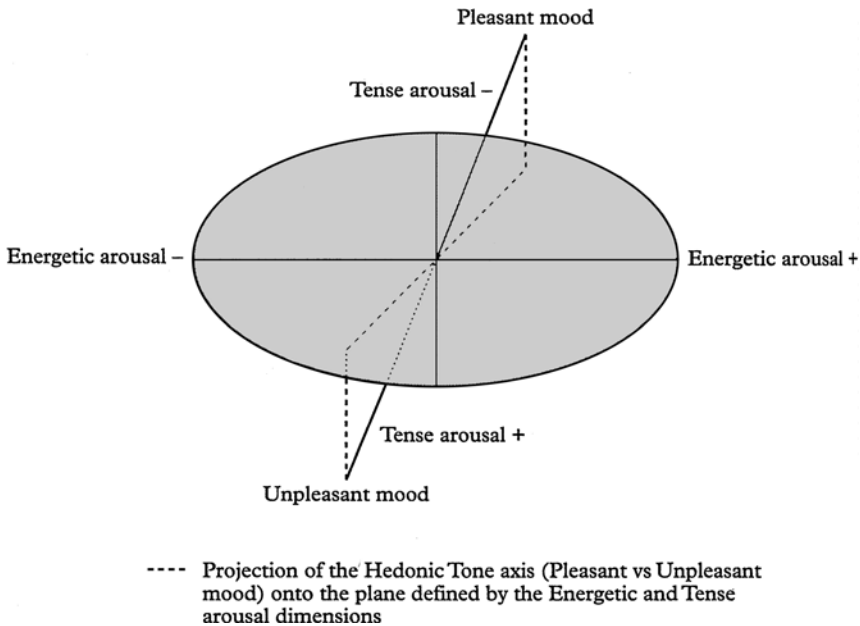 Pleasant mood
Tense arousal –
Energetic arousal –
Energetic arousal +
Tense arousal +
Unpleasant mood
Projection of the Hedonic Tone axis (Pleasant vs Unpleasant
mood) onto the plane defined by the Energetic and Tense
arousal dimensions